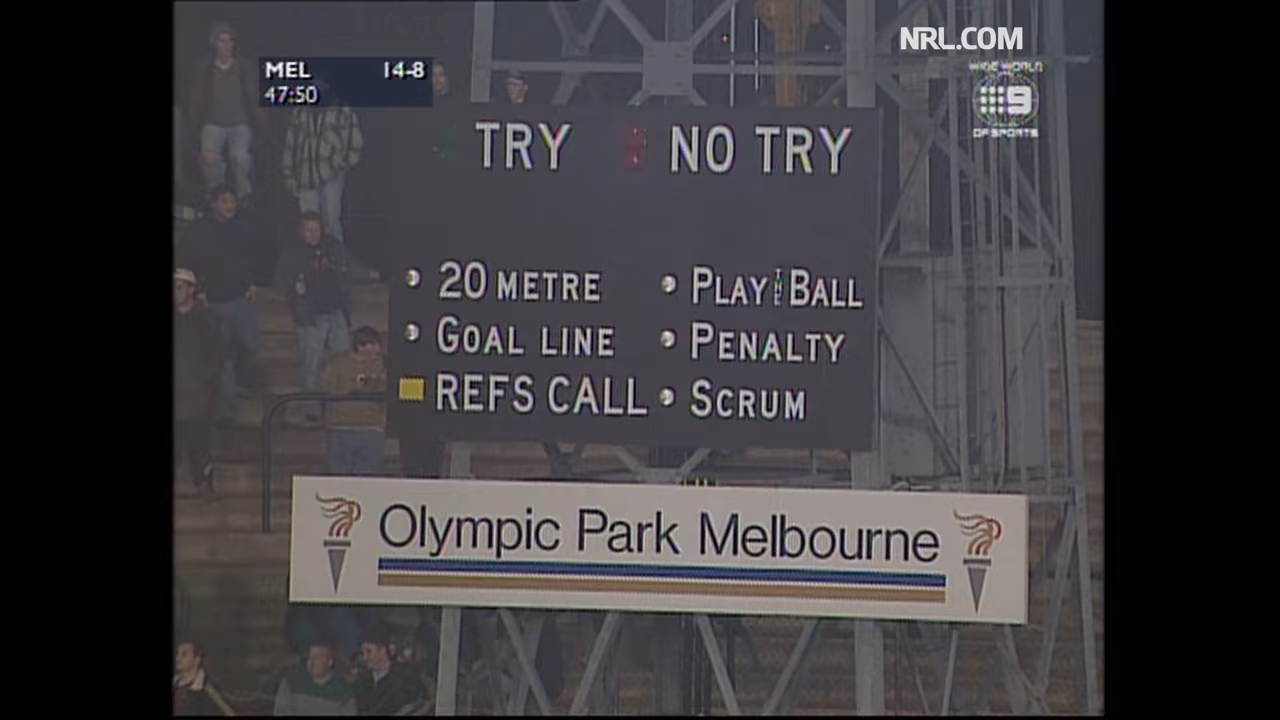 NRL.COM
MEL 14-8
47:50
WIDE WORLD
9
OF SPORTS
TRY NO TRY
20 METRE PLAY THE BALL
GOAL LINE PENALTY
REFS CALL SCRUM
Olympic Park Melbourne